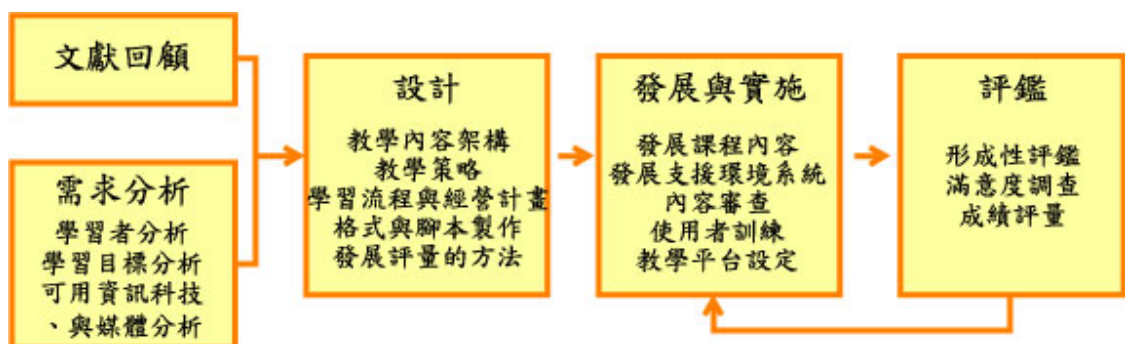 文獻回顧
需求分析
學習者分析
學習目標分析
可用資訊科技
、與媒體分析
設計
教學內容架構
教學策略
學習流程與經營計畫
格式與腳本製作
發展評量的方法
發展與實施
發展課程內容
發展支援環境系統
內容審查
使用者訓練
教學平台設定
評鑑
形成性評鑑
滿意度調查
成績評量